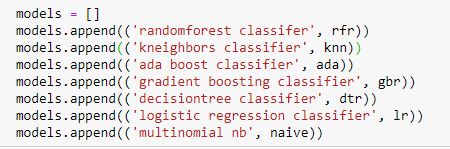 models = []
models.append(('randomforest classifer', rfr))
models.append(('kneighbors classifier', knn))
models.append(('ada boost classifier', ada))
models.append(('gradient boosting classifier', gbr))
models.append(('decisiontree classifier', dtr))
models.append(('logistic regression classifier', lr))
models.append(('multinomial nb', naive))